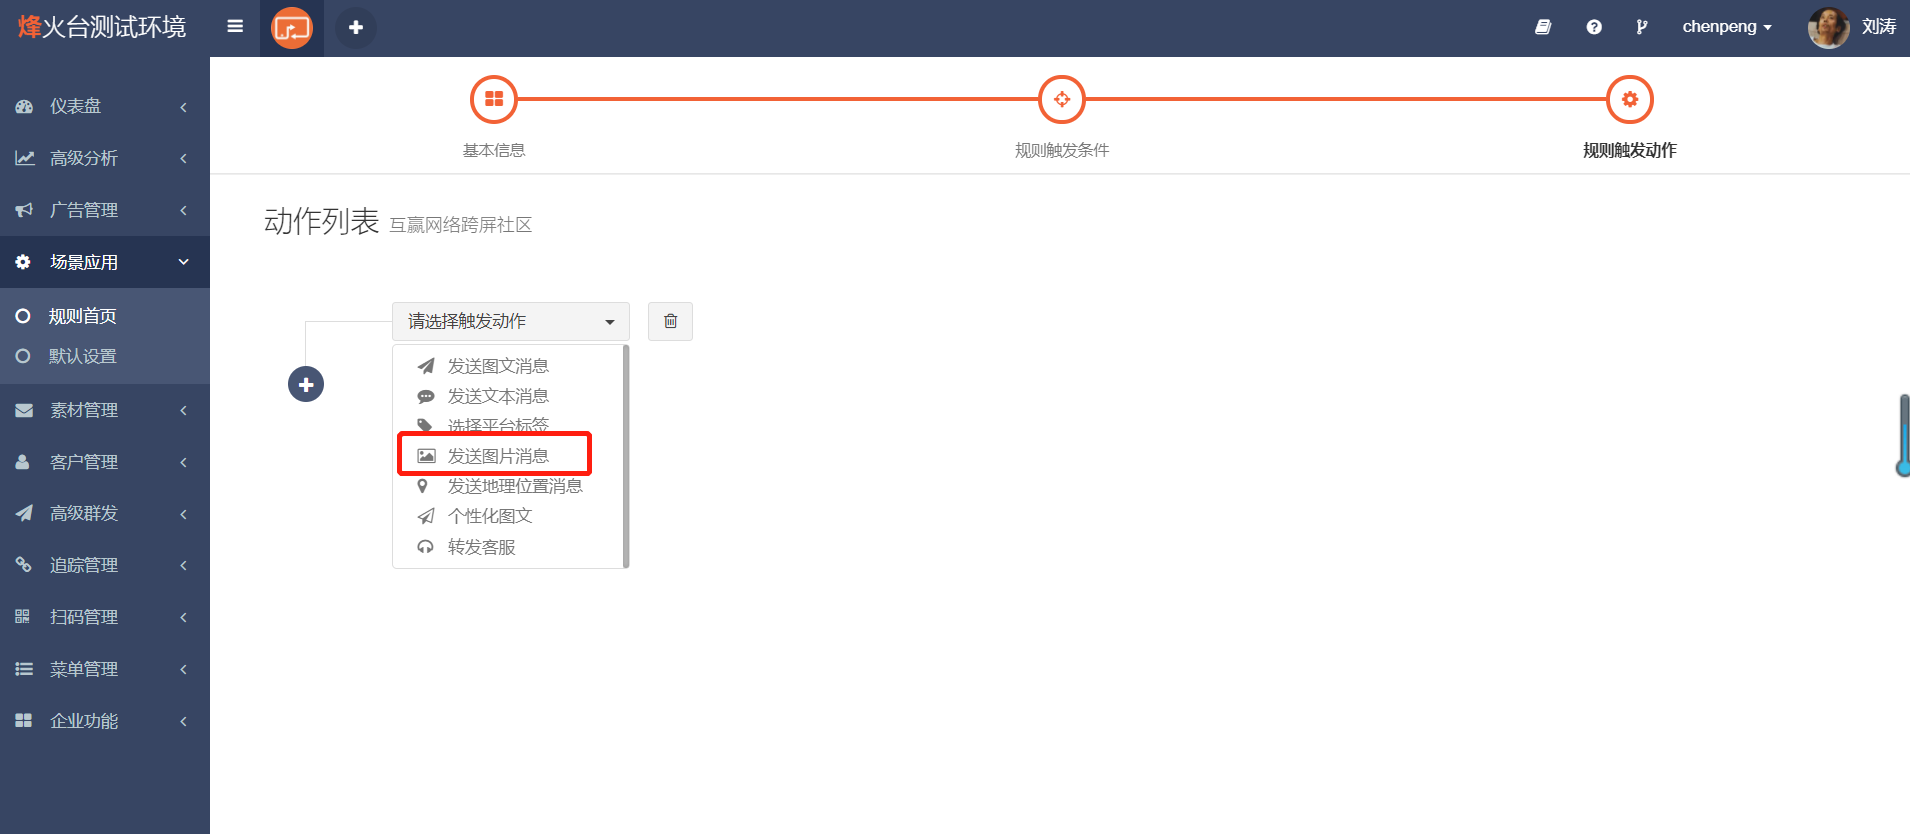 烽火台测试环境
chenpeng
刘涛
仪表盘
高级分析
广告管理
场景应用
规则首页
默认设置
素材管理
客户管理
高级群发
追踪管理
扫码管理
菜单管理
企业功能
基本信息
规则触发条件
规则触发动作
动作列表 互赢网络跨屏社区
请选择触发动作
发送图文消息
发送文本消息
选择平台标签
发送图片消息
发送地理位置消息
个性化图文
转发客服